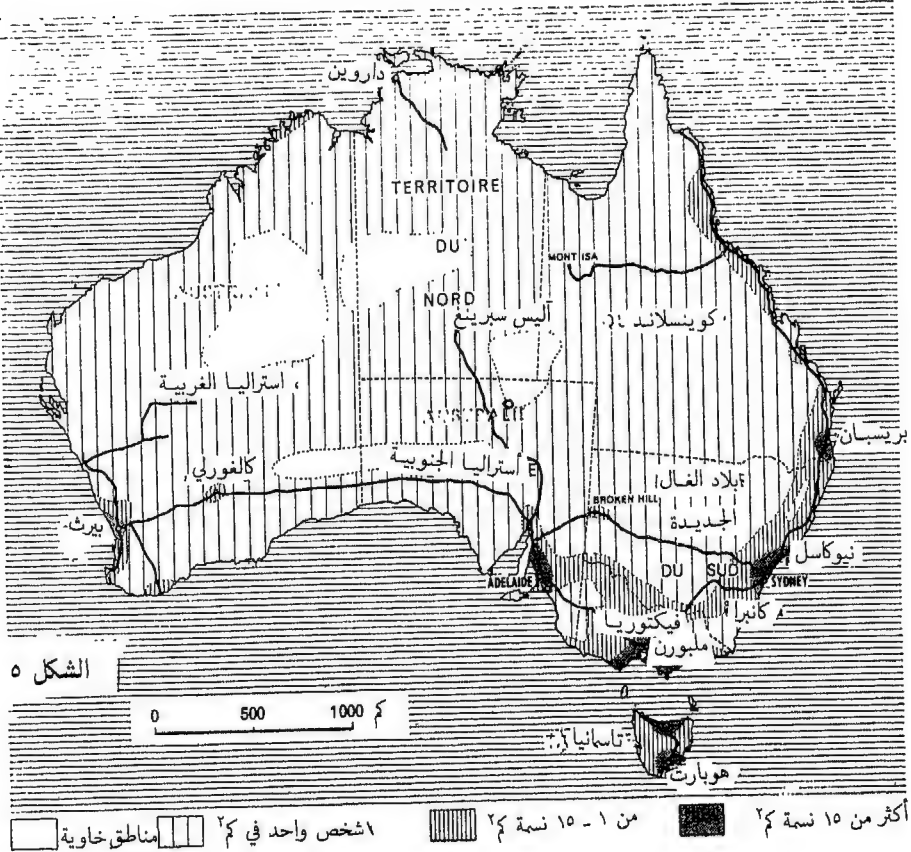 داروين
TERRITOIRE
DU
MONT ISA
NORD
أليس سبرينغ
كوينسلاند
استراليا الغربية
بريسبان
أستراليا الجنوبية
E
كالغورلي
بلاد الغال
BROKEN HILL
الجديدة
بيرث
نيوكاسل
DU SUD
SYDNEY
ADELAIDE
كانبرا
فيكتوريا
ملبورن
الشكل ٥
0 500 1000 كم
تاسمانيا
هوبارت
أكثر من ١٥ نسمة كم٢
من ١ - ١٥ نسمة كم٢
١ شخص واحد في كم٢
مناطق خاوية